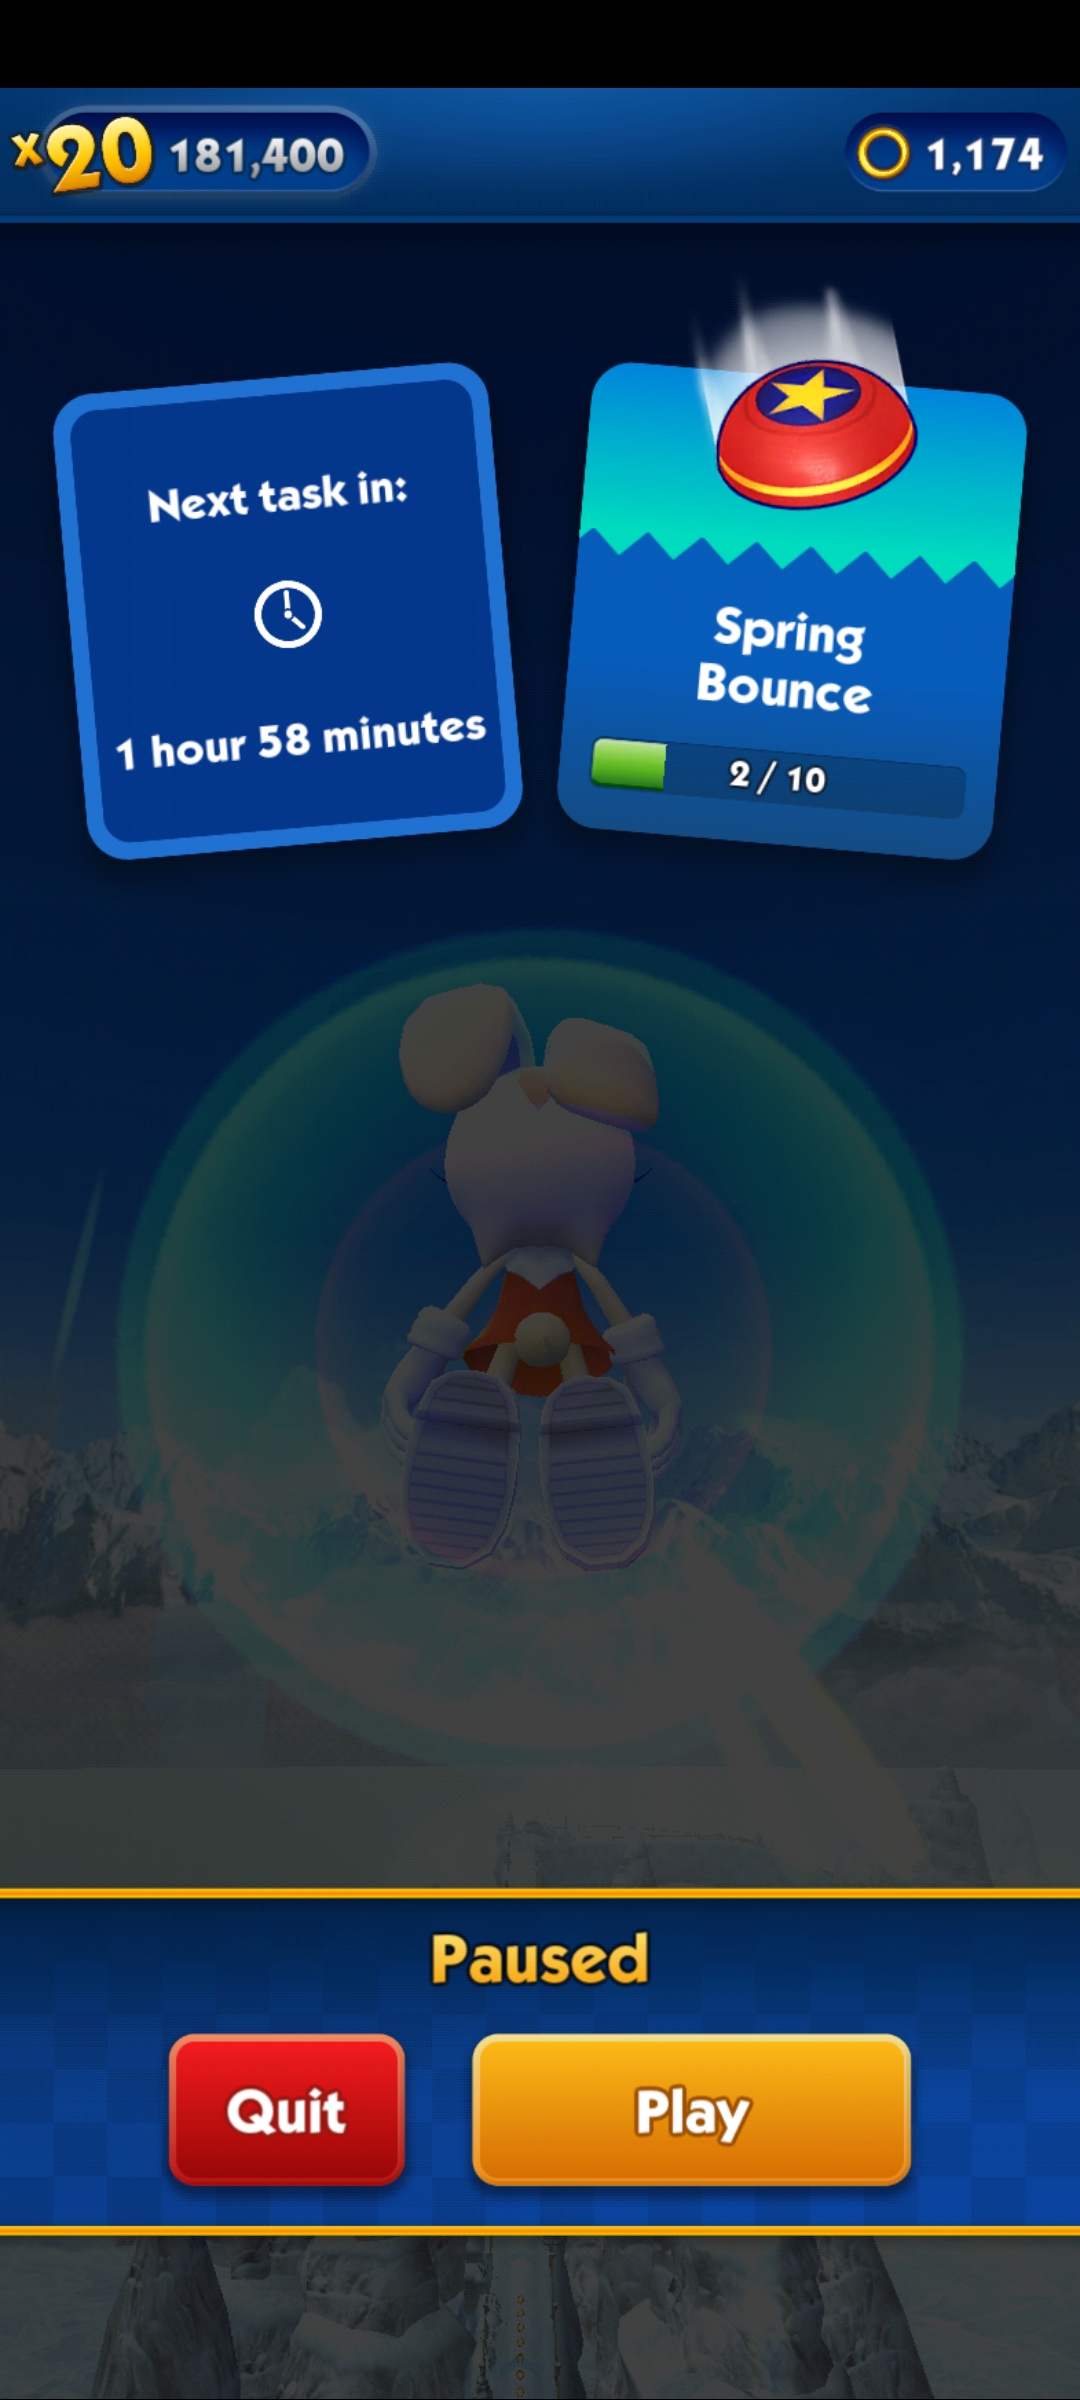 x20 181,400
1,174
Next task in:
1 hour 58 minutes
Spring
Bounce
2 / 10
Paused
Quit
Play